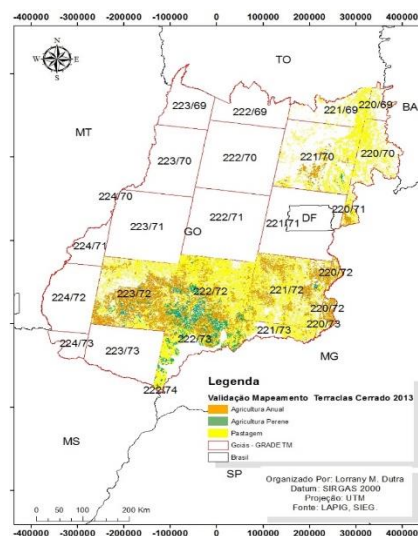 -400000 -300000 -200000 -100000 0 100000 200000 300000 400000
N
W E
S
TO
BA
MT
223/69
222/69
221/69
220/69
223/70
222/70
221/70
220/70
224/70
223/71
222/71
221/71
DF
220/71
GO
224/71
224/72
223/72
222/72
221/72
220/72
220/72
224/73
223/73
222/73
221/73
220/73
222/74
MG
MS
SP
Legenda
Validação Mapeamento Terraclas Cerrado 2013
Agricultura Anual
Agricultura Perene
Pastagem
Goiás - GRADE TM
Brasil
Organizado Por: Lorrany M. Dutra
Datum : SIRGAS 2000
Projeção: UTM
Fonte: LAPIG, SIEG.
0 50 100 200 Km
-400000 -300000 -200000 -100000 0 100000 200000 300000 400000